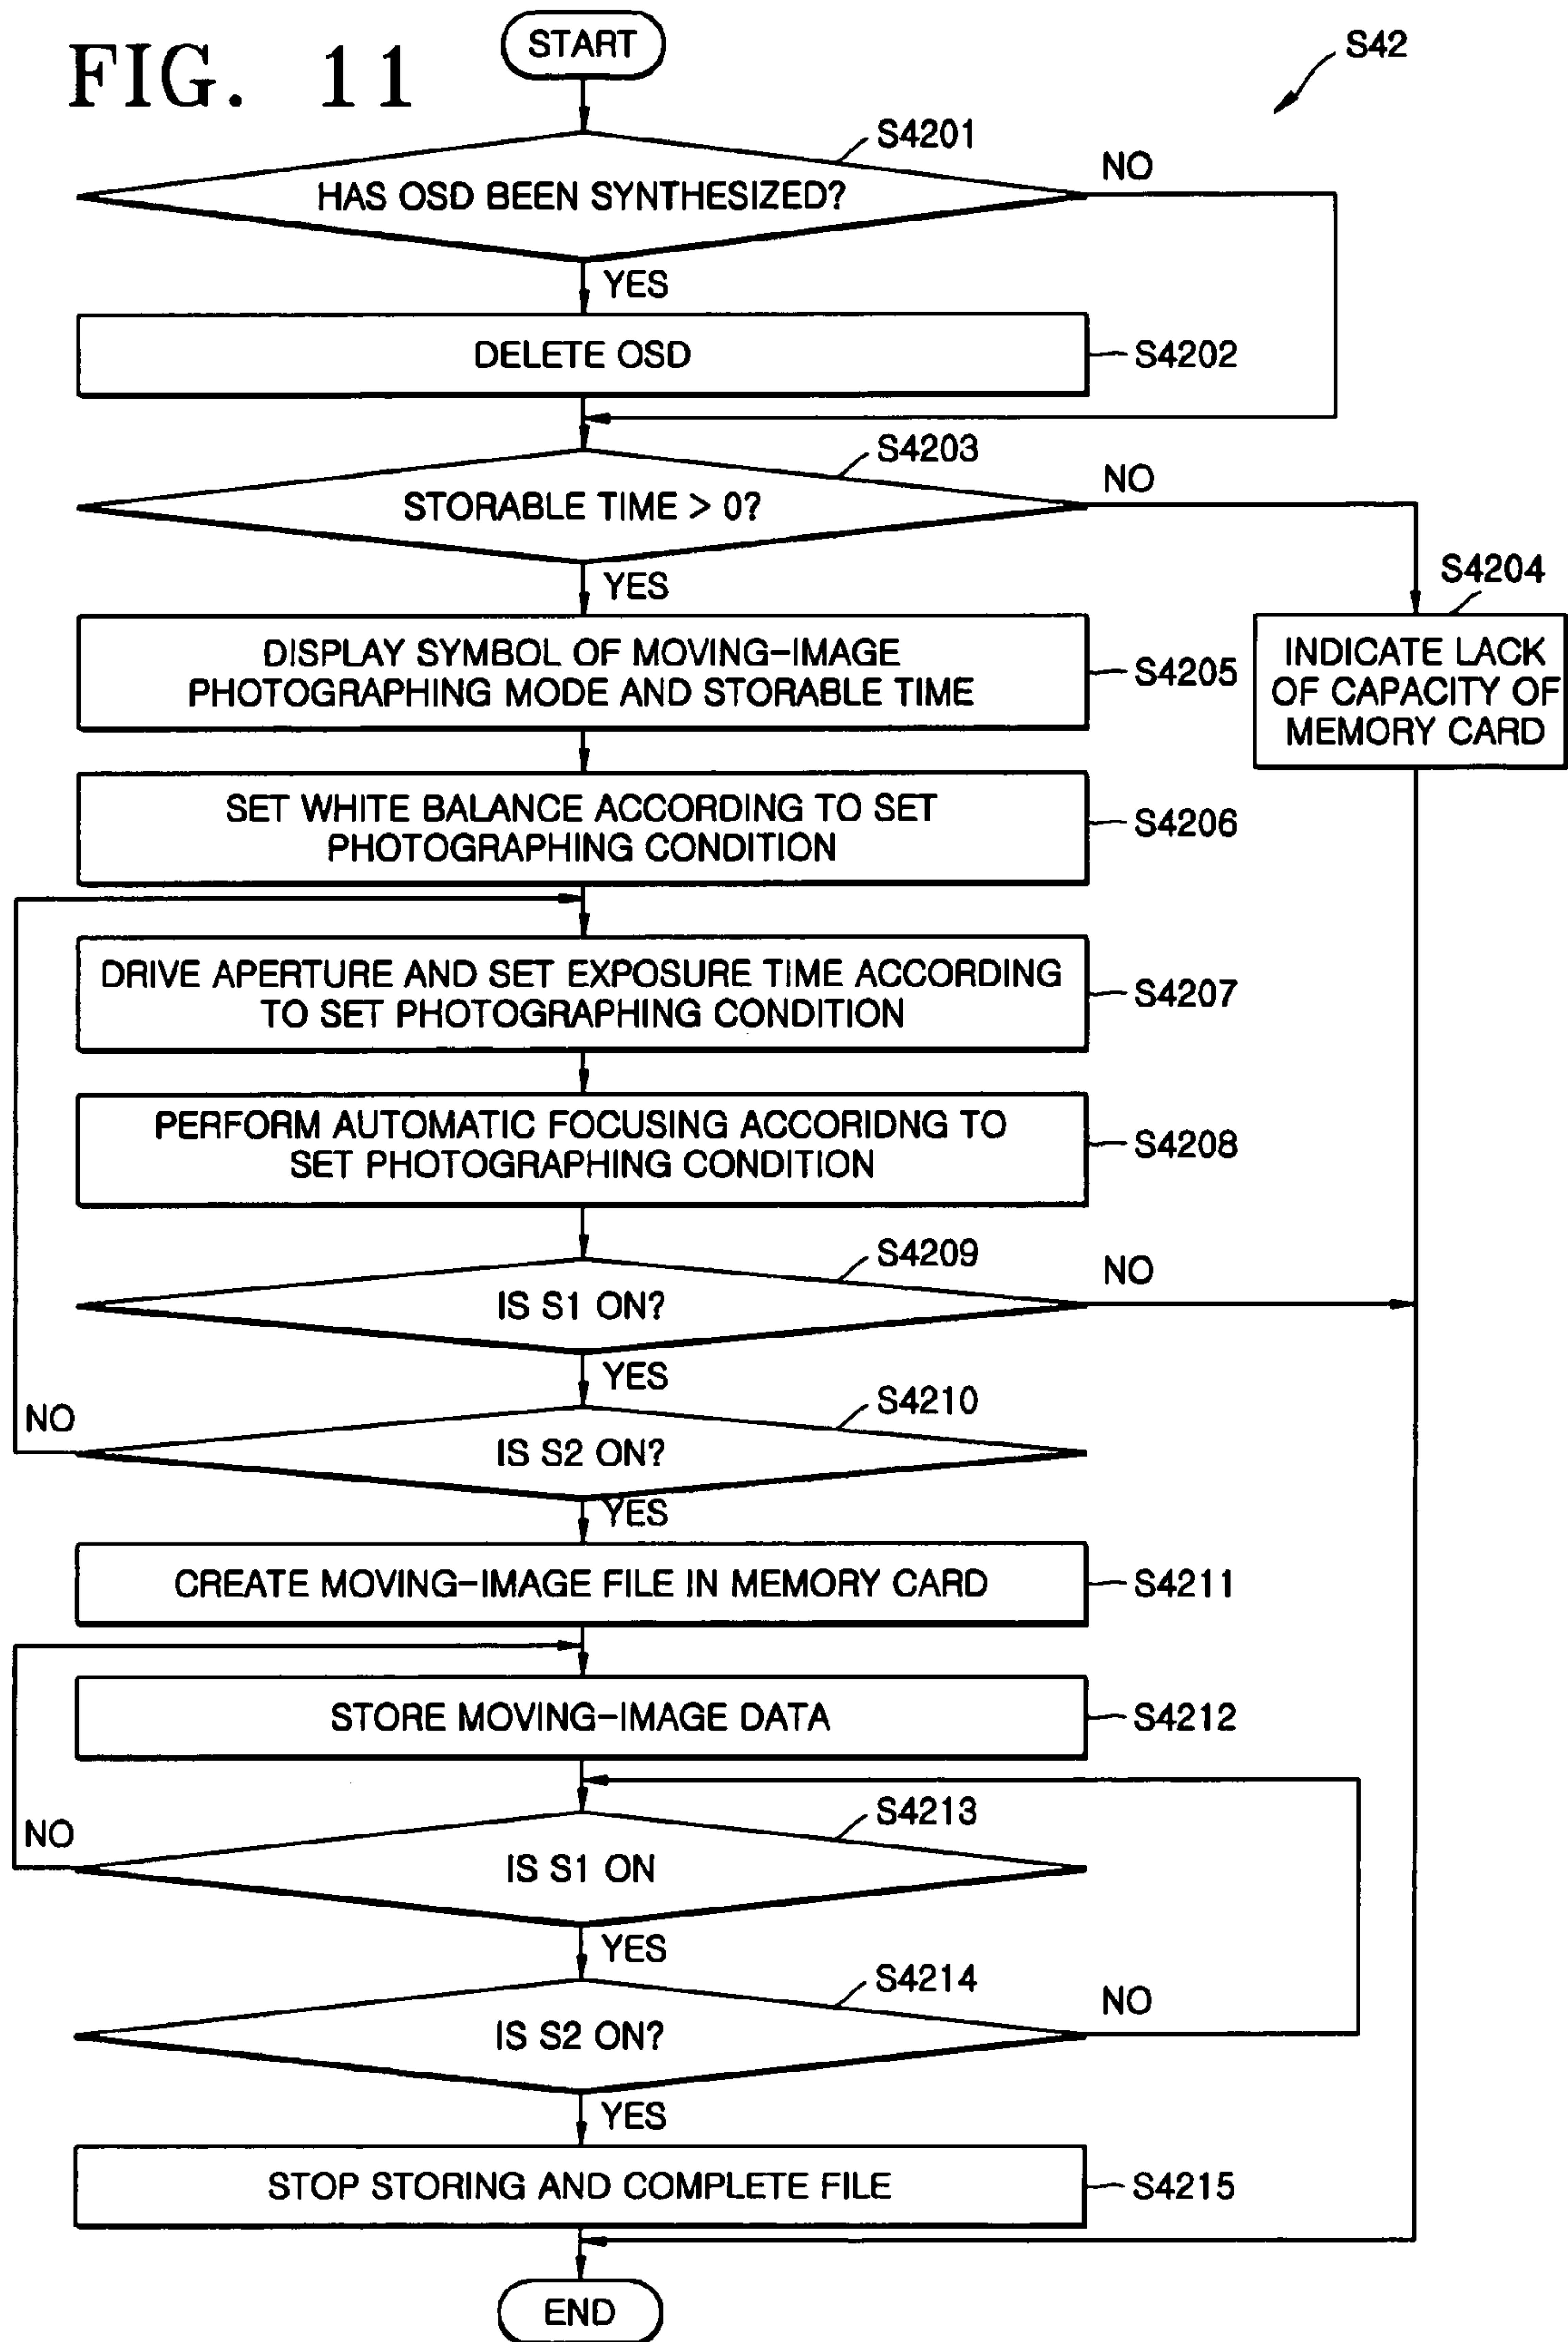 FIG. 11
START
S42
S4201
HAS OSD BEEN SYNTHESIZED?
NO
YES
DELETE OSD
S4202
S4203
STORABLE TIME > 0?
NO
YES
S4204
INDICATE LACK
OF CAPACITY OF
MEMORY CARD
DISPLAY SYMBOL OF MOVING-IMAGE
PHOTOGRAPHING MODE AND STORABLE TIME
S4205
SET WHITE BALANCE ACCORDING TO SET
PHOTOGRAPHING CONDITION
S4206
DRIVE APERTURE AND SET EXPOSURE TIME ACCORDING
TO SET PHOTOGRAPHING CONDITION
S4207
PERFORM AUTOMATIC FOCUSING ACCORIDNG TO
SET PHOTOGRAPHING CONDITION
S4208
S4209
IS S1 ON?
NO
YES
S4210
NO
IS S2 ON?
YES
CREATE MOVING-IMAGE FILE IN MEMORY CARD
S4211
STORE MOVING-IMAGE DATA
S4212
S4213
NO
IS S1 ON
YES
S4214
IS S2 ON?
NO
YES
STOP STORING AND COMPLETE FILE
S4215
END